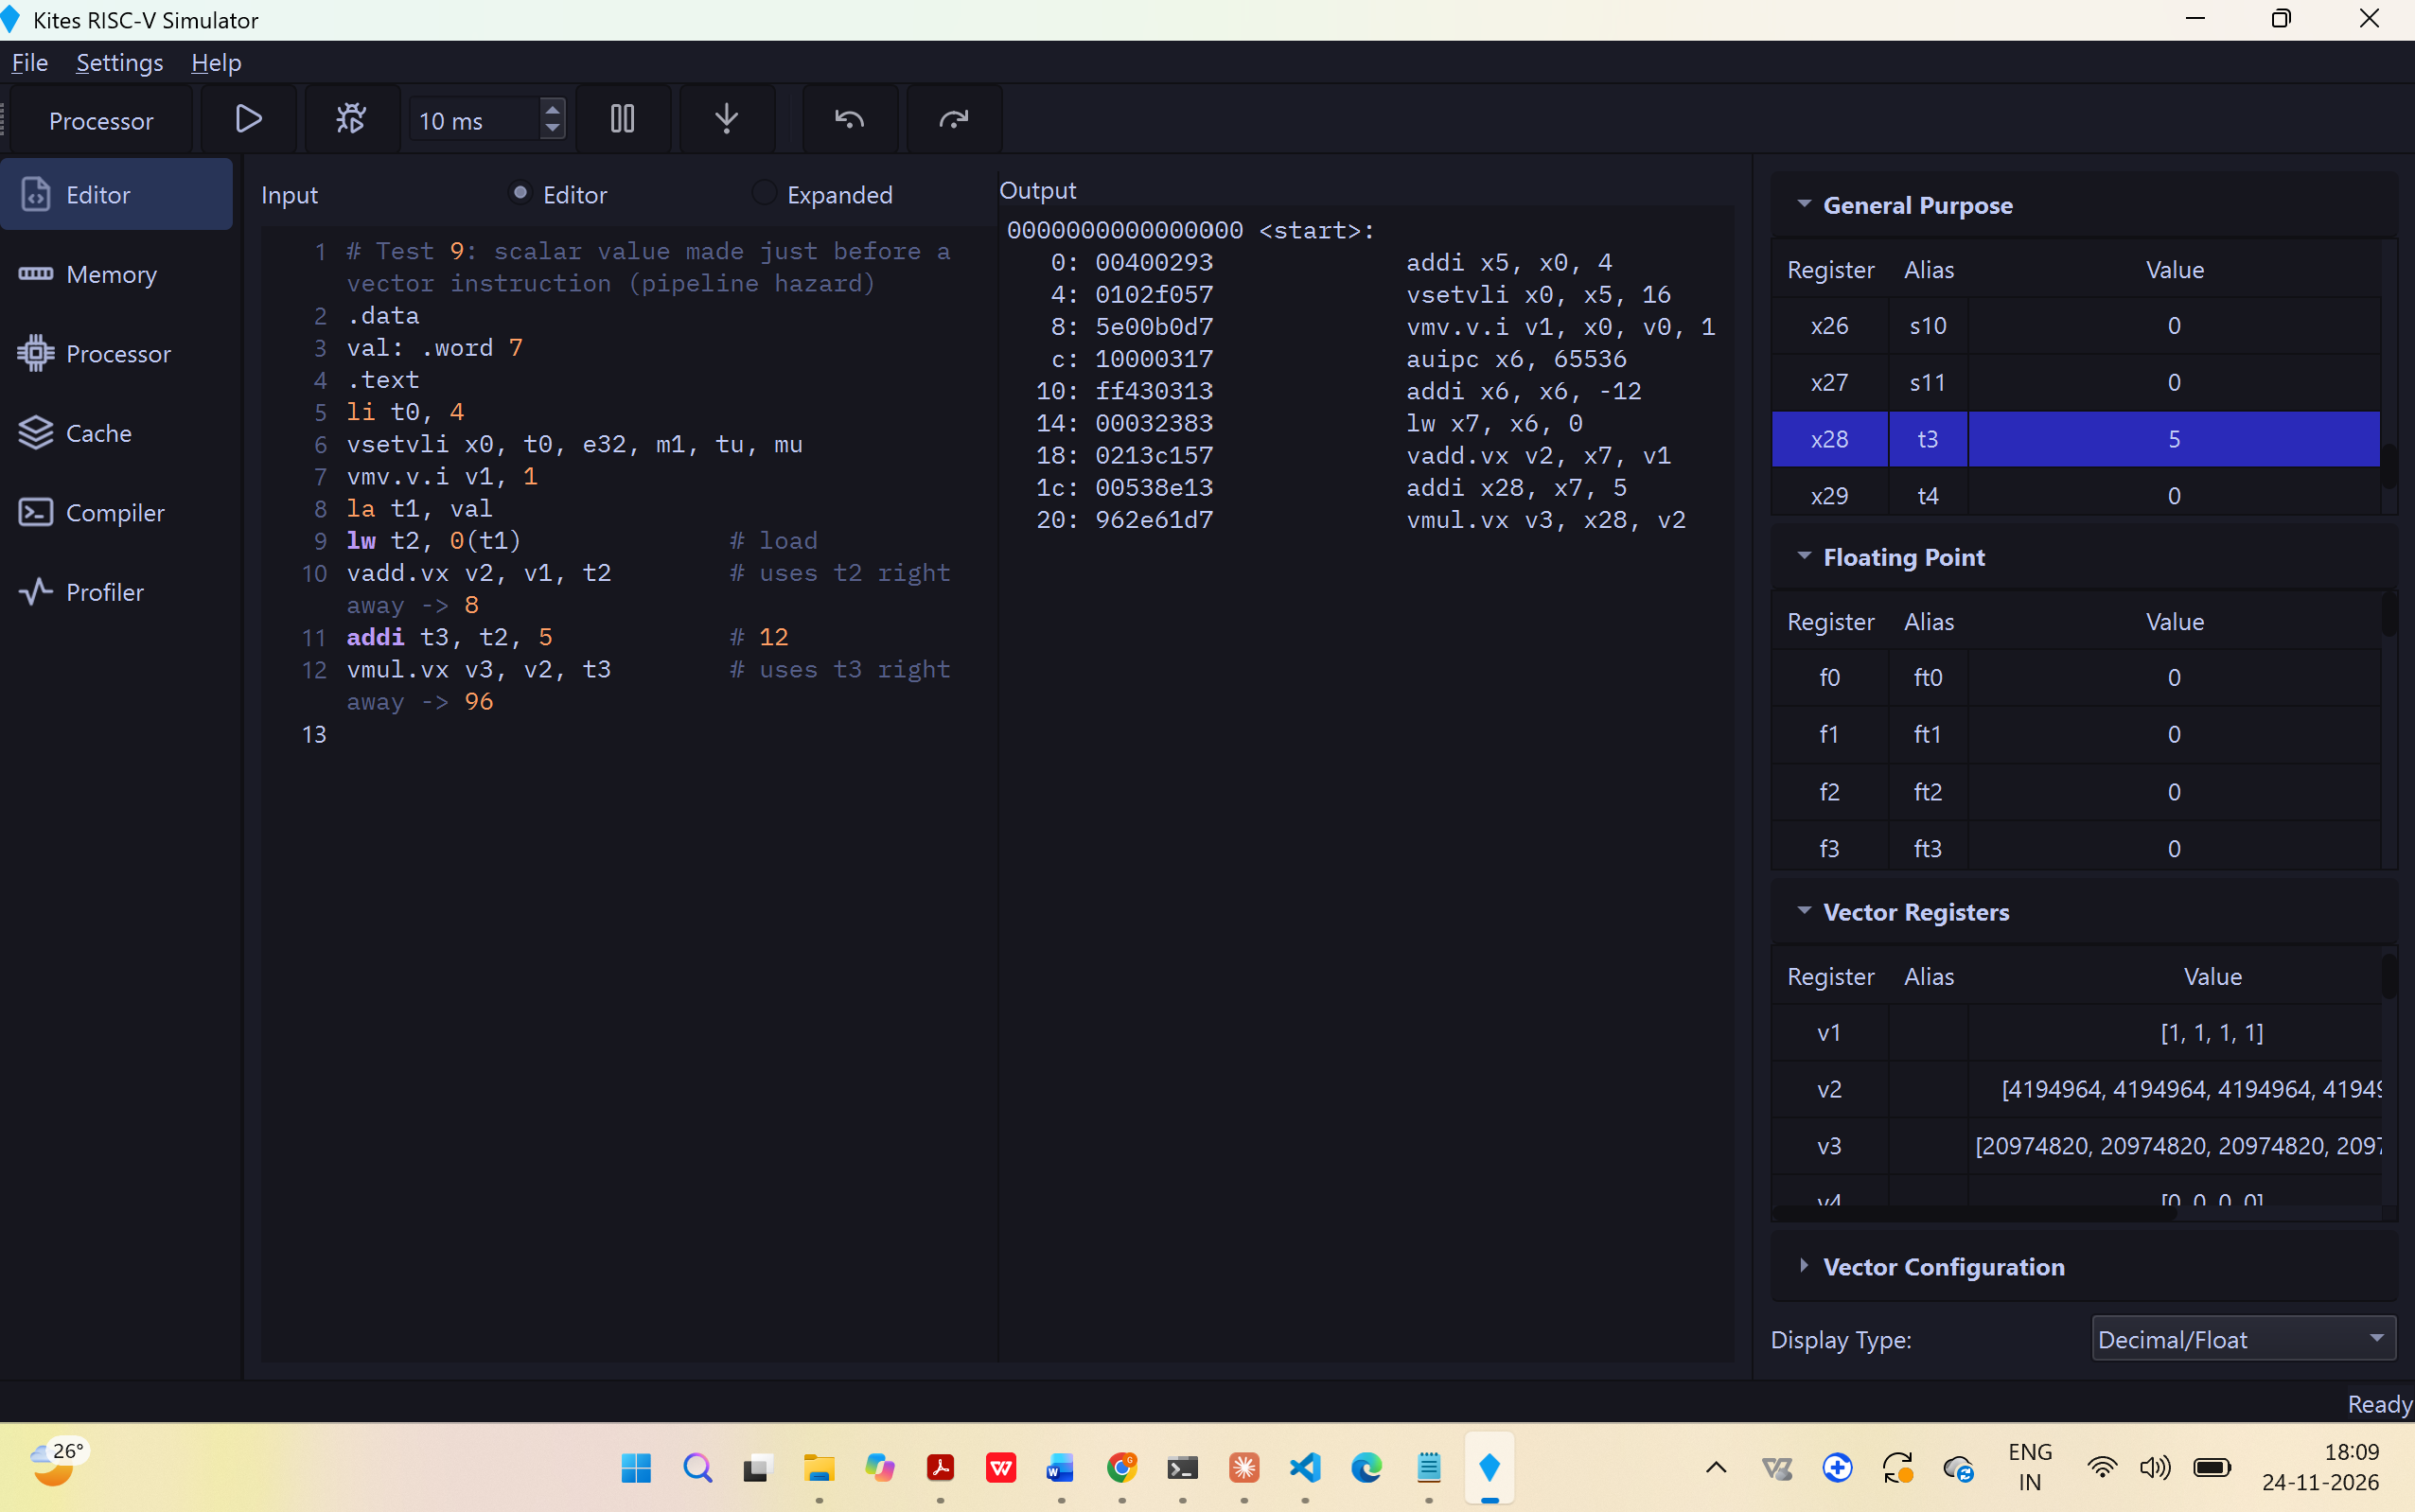 Kites RISC-V Simulator
File Settings Help
Processor
10 ms
Editor
Memory
Processor
Cache
Compiler
Profiler
Input
Editor
Expanded
1 # Test 9: scalar value made just before a
vector instruction (pipeline hazard)
2 .data
3 val: .word 7
4 .text
5 li t0, 4
6 vsetvli x0, t0, e32, m1, tu, mu
7 vmv.v.i v1, 1
8 la t1, val
9 lw t2, 0(t1) # load
10 vadd.vx v2, v1, t2 # uses t2 right
away -> 8
11 addi t3, t2, 5 # 12
12 vmul.vx v3, v2, t3 # uses t3 right
away -> 96
13
Output
0000000000000000 <start>:
0: 00400293 addi x5, x0, 4
4: 0102f057 vsetvli x0, x5, 16
8: 5e00b0d7 vmv.v.i v1, x0, v0, 1
c: 10000317 auipc x6, 65536
10: ff430313 addi x6, x6, -12
14: 00032383 lw x7, x6, 0
18: 0213c157 vadd.vx v2, x7, v1
1c: 00538e13 addi x28, x7, 5
20: 962e61d7 vmul.vx v3, x28, v2
General Purpose
Register Alias Value
x26 s10 0
x27 s11 0
x28 t3 5
x29 t4 0
Floating Point
Register Alias Value
f0 ft0 0
f1 ft1 0
f2 ft2 0
f3 ft3 0
Vector Registers
Register Alias Value
v1 [1, 1, 1, 1]
v2 [4194964, 4194964, 4194964, 4194
v3 [20974820, 20974820, 20974820, 209
v4 [0, 0, 0, 0]
Vector Configuration
Display Type: Decimal/Float
Ready
26°
ENG
IN
18:09
24-11-2026